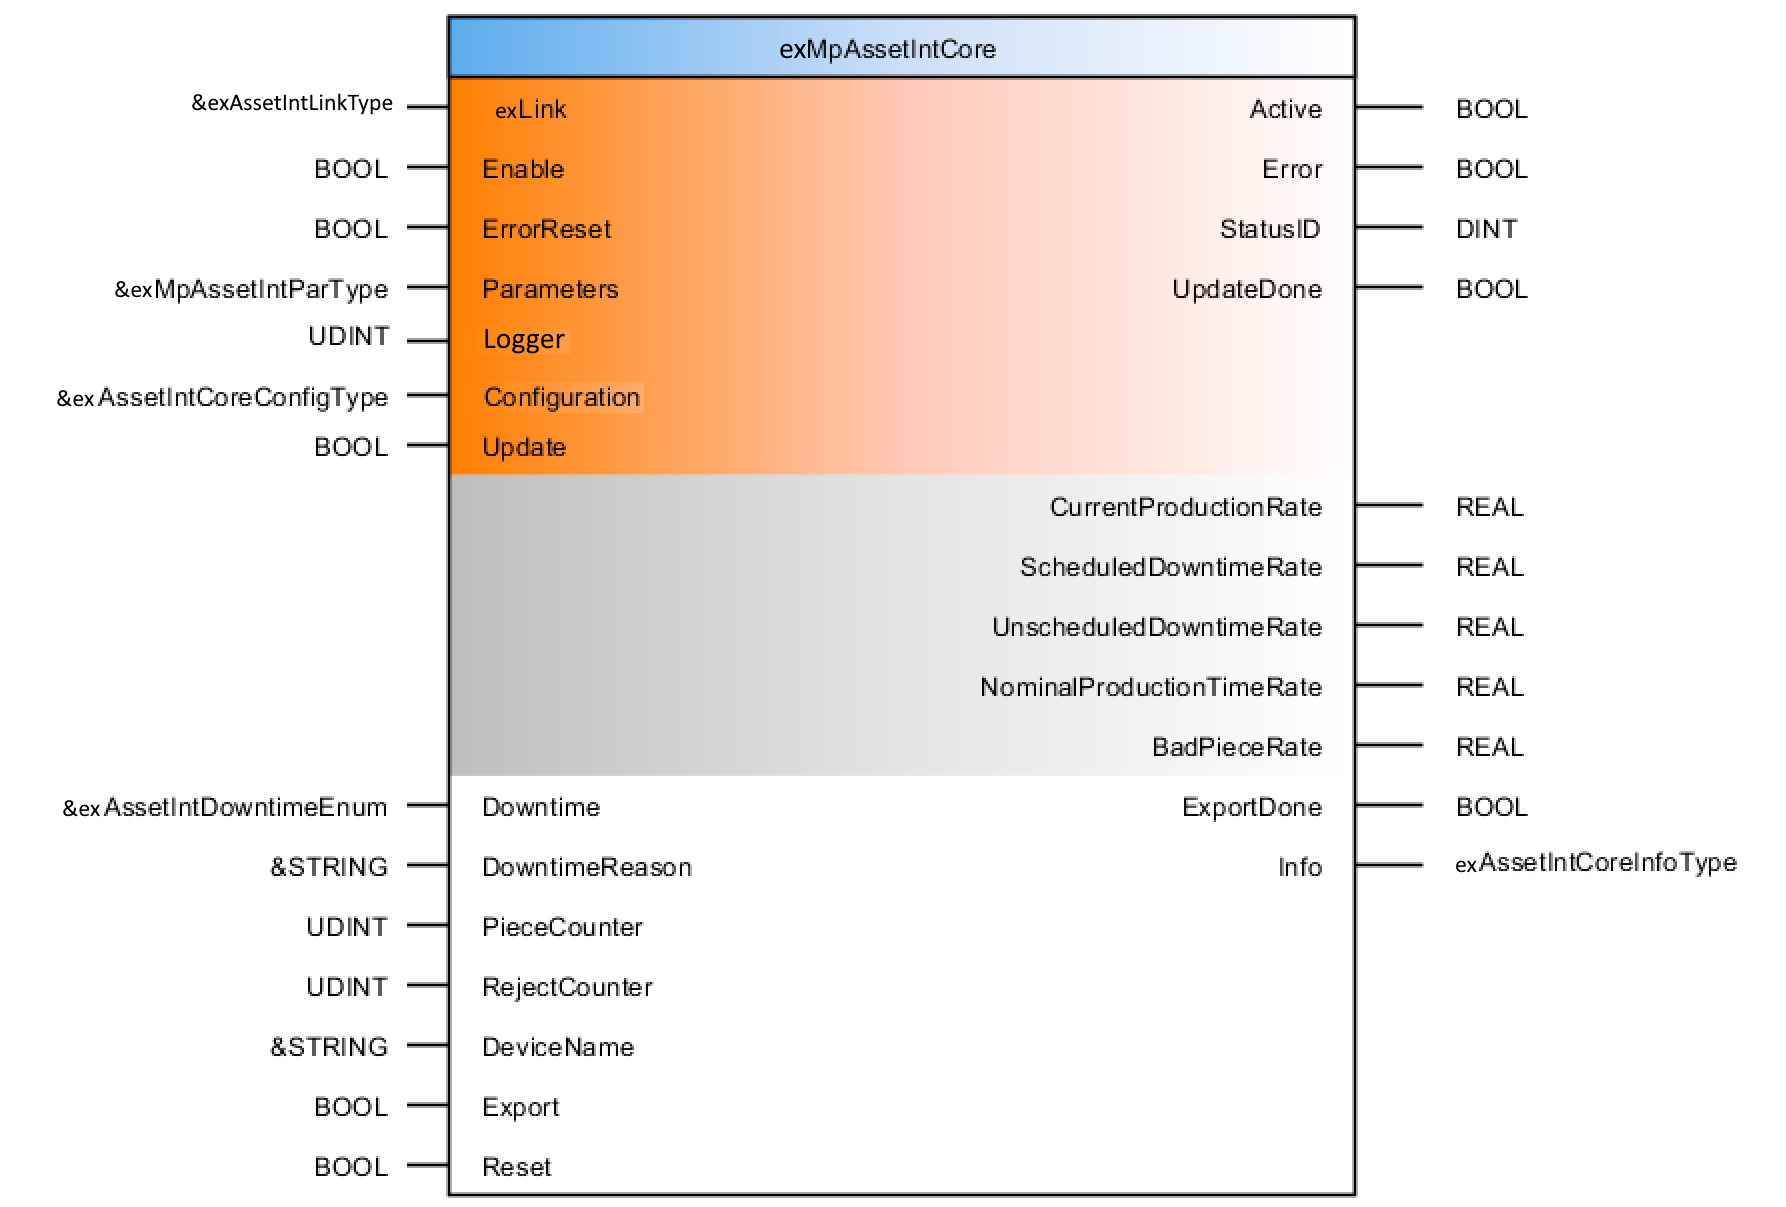 exMpAssetIntCore
&exAssetIntLinkType exLink Active BOOL
BOOL Enable Error BOOL
BOOL ErrorReset StatusID DINT
&exMpAssetIntParType Parameters UpdateDone BOOL
UDINT Logger
&exAssetIntCoreConfigType Configuration
BOOL Update
CurrentProductionRate REAL
ScheduledDowntimeRate REAL
UnscheduledDowntimeRate REAL
NominalProductionTimeRate REAL
BadPieceRate REAL
&exAssetIntDowntimeEnum Downtime ExportDone BOOL
&STRING DowntimeReason Info exAssetIntCoreInfoType
UDINT PieceCounter
UDINT RejectCounter
&STRING DeviceName
BOOL Export
BOOL Reset